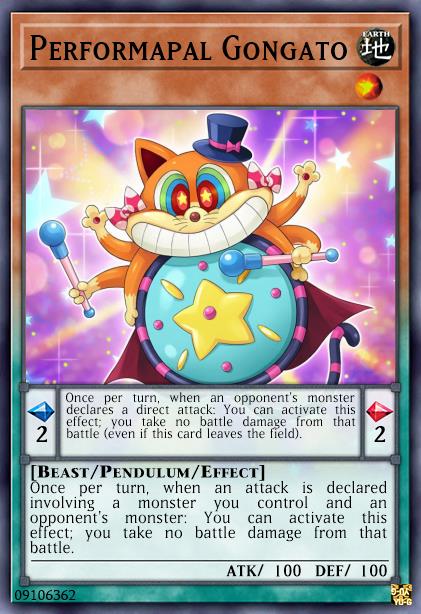 PERFORMAPAL GONGATO
EARTH
地
Once per turn, when an opponent's monster
declares a direct attack: You can activate this
effect; you take no battle damage from that
battle (even if this card leaves the field).
2
2
[BEAST/PENDULUM/EFFECT]
Once per turn, when an attack is declared
involving a monster you control and an
opponent's monster: You can activate this
effect; you take no battle damage from that
battle.
ATK/ 100 DEF/ 100
09106362